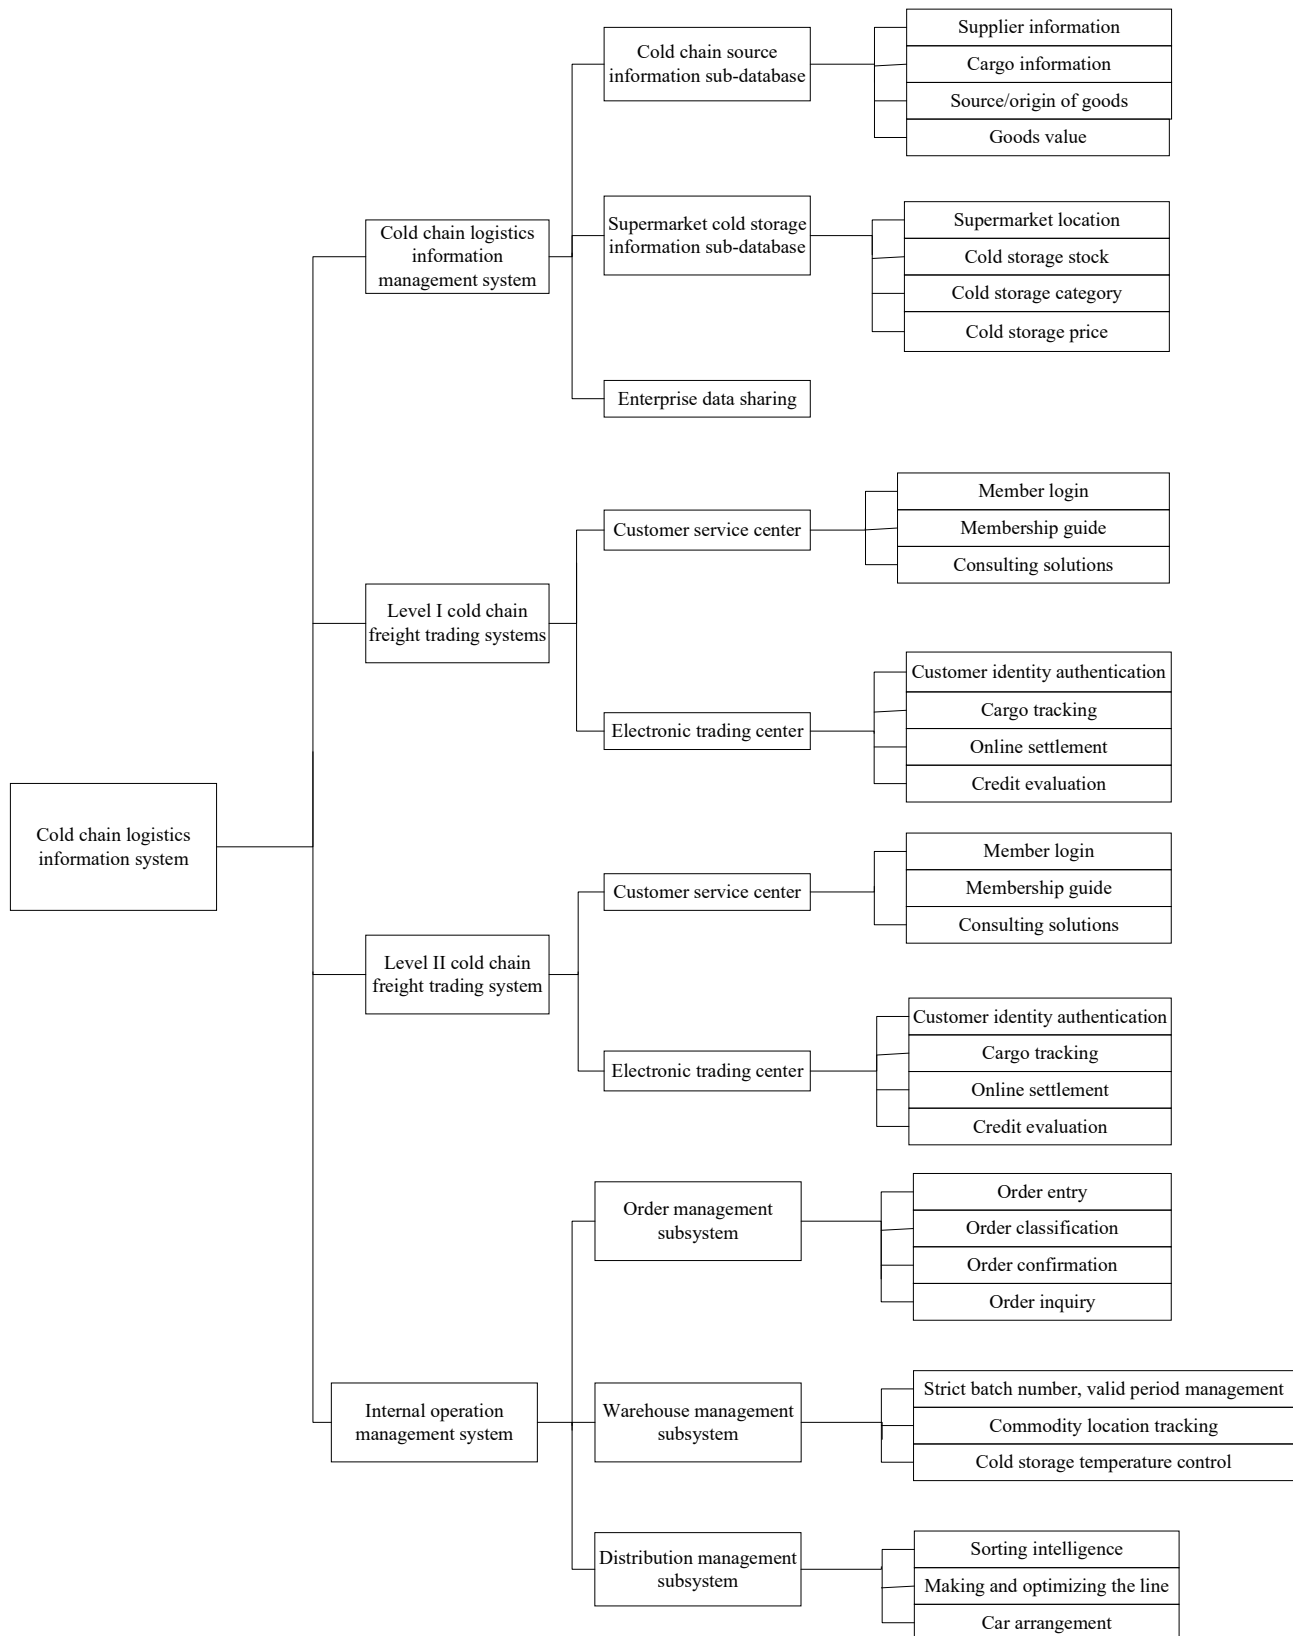 Cold chain logistics
information system
Cold chain logistics
information
management system
Cold chain source
information sub-database
Supplier information
Cargo information
Source/origin of goods
Goods value
Supermarket cold storage
information sub-database
Supermarket location
Cold storage stock
Cold storage category
Cold storage price
Enterprise data sharing
Level I cold chain
freight trading systems
Customer service center
Member login
Membership guide
Consulting solutions
Electronic trading center
Customer identity authentication
Cargo tracking
Online settlement
Credit evaluation
Level II cold chain
freight trading system
Customer service center
Member login
Membership guide
Consulting solutions
Electronic trading center
Customer identity authentication
Cargo tracking
Online settlement
Credit evaluation
Internal operation
management system
Order management
subsystem
Order entry
Order classification
Order confirmation
Order inquiry
Warehouse management
subsystem
Strict batch number, valid period management
Commodity location tracking
Cold storage temperature control
Distribution management
subsystem
Sorting intelligence
Making and optimizing the line
Car arrangement